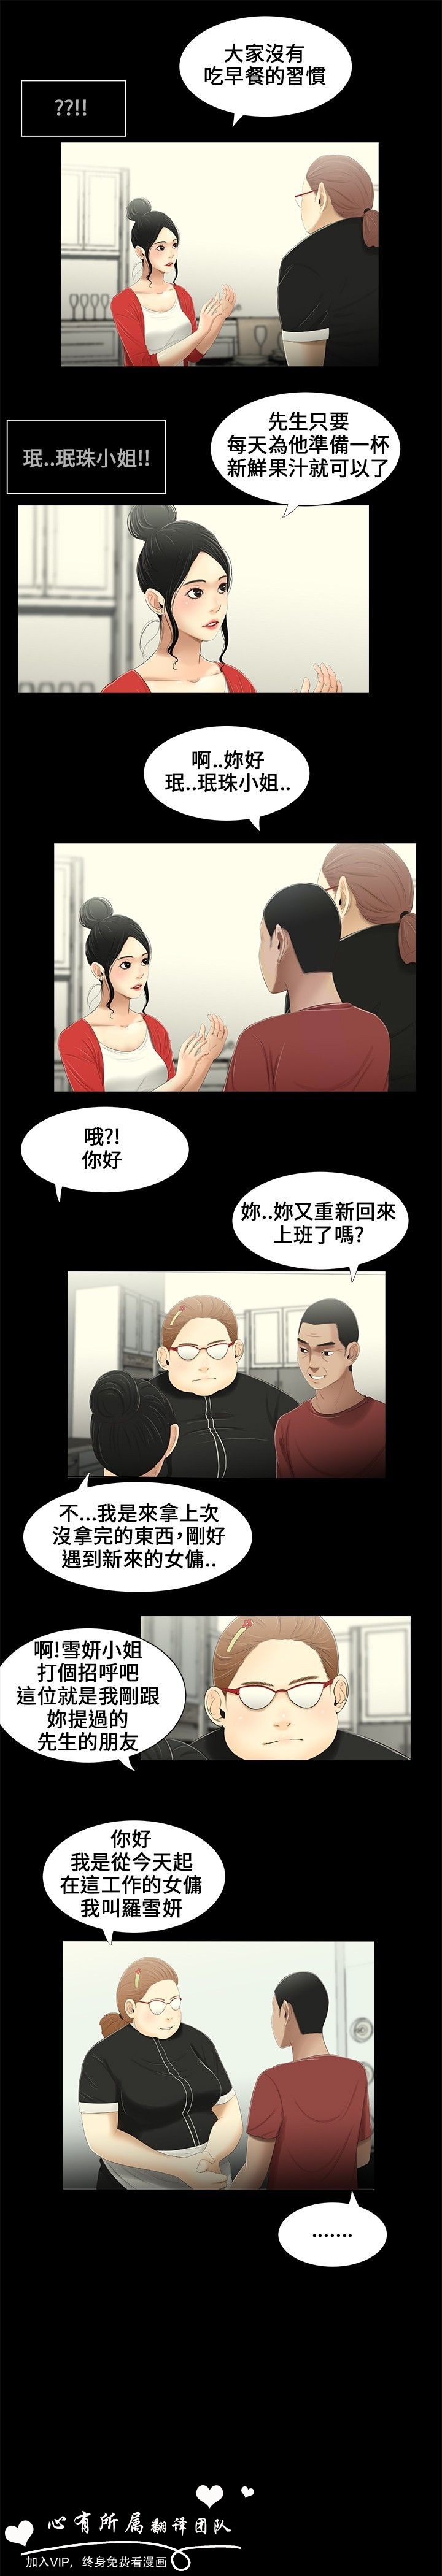 大家沒有
吃早餐的習慣
??!!
先生只要
每天為他準備一杯
新鮮果汁就可以了
珉..珉珠小姐!!
啊..妳好
珉..珉珠小姐..
哦?!
你好
妳..妳又重新回來
上班了嗎?
不...我是來拿上次
沒拿完的東西,剛好
遇到新來的女傭..
啊!雪妍小姐
打個招呼吧
這位就是我剛跟
妳提過的
先生的朋友
你好
我是從今天起
在這工作的女傭
我叫羅雪妍
.......
心有所属翻译团队
加入VIP，终身免费看漫画